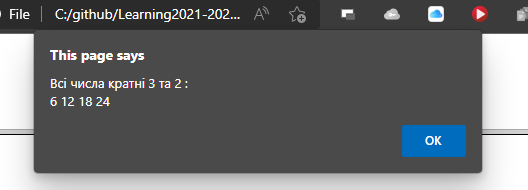 File C:/github/Learning2021-202...
This page says
Всі числа кратні 3 та 2 :
6 12 18 24
OK